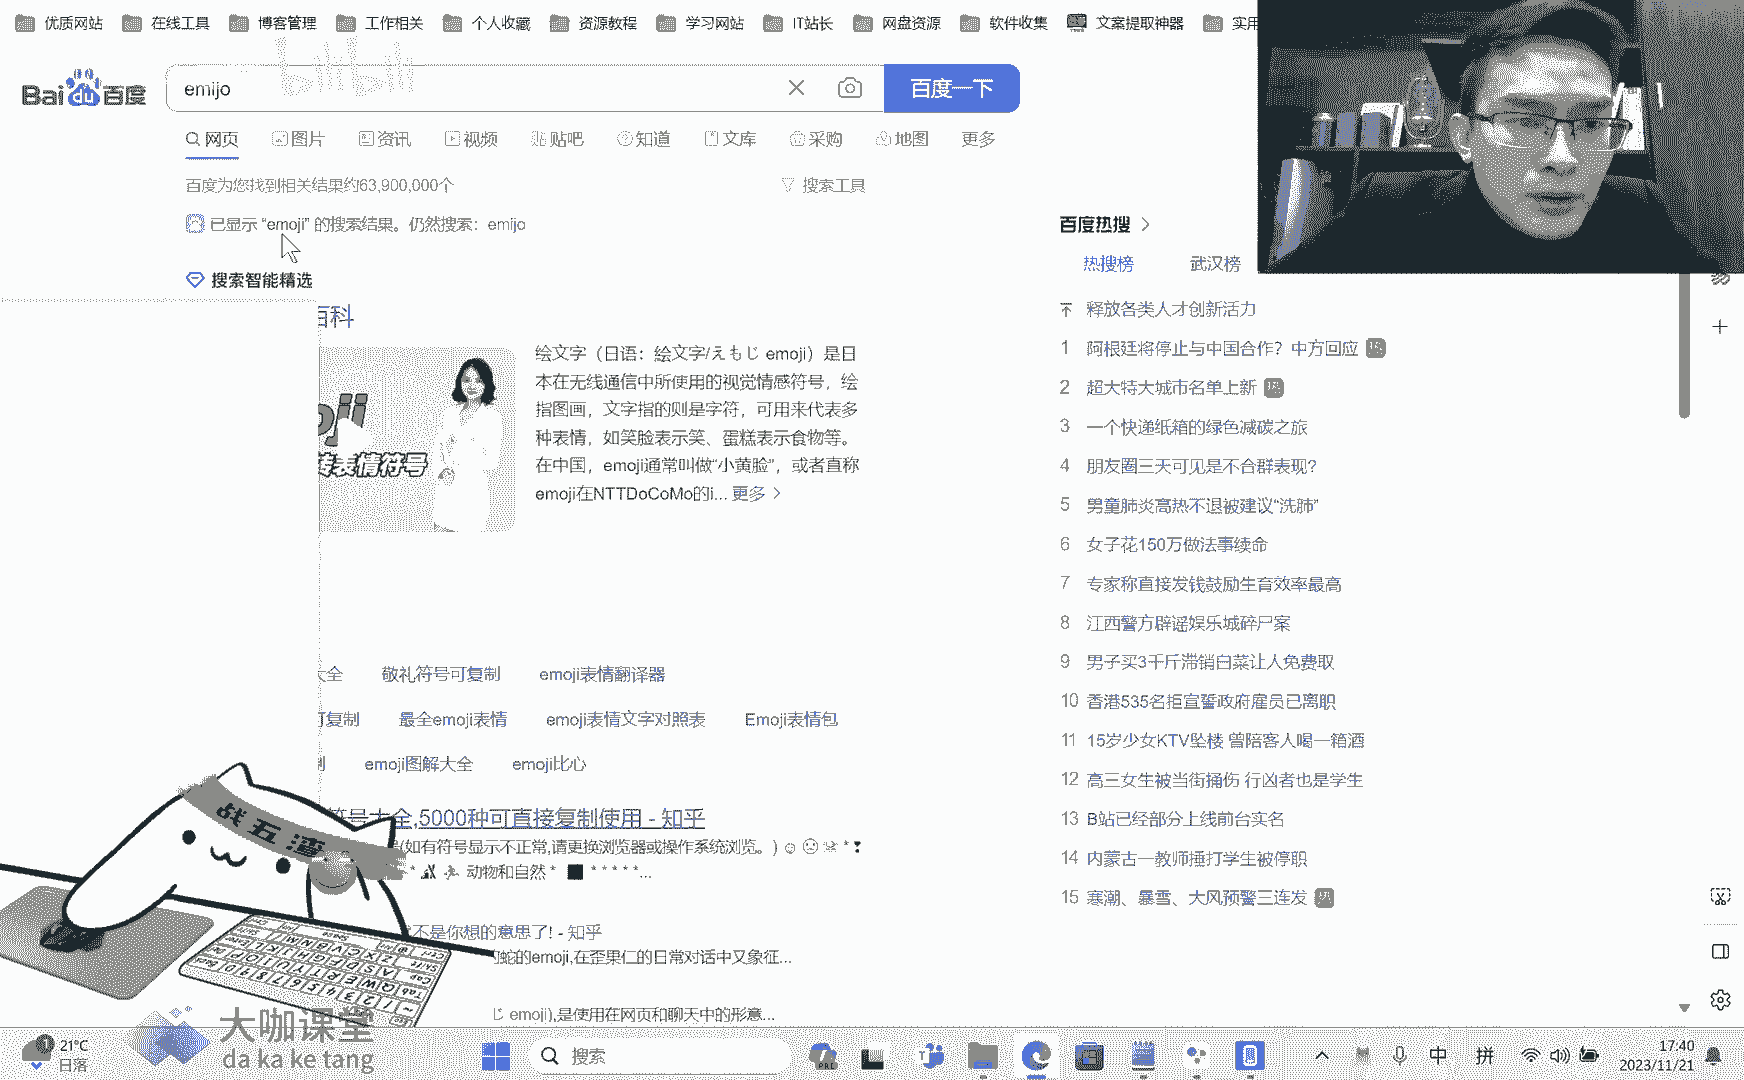 优质网站 在线工具 博客管理 工作相关 个人收藏 资源教程 学习网站 IT站长 网盘资源 软件收集 文案提取神器 实用
bilibili
Bai du 百度 emijo 百度一下
网页 图片 资讯 视频 贴吧 知道 文库 采购 地图 更多
百度为您找到相关结果约63,900,000个 搜索工具
已显示 “emoji” 的搜索结果。仍然搜索：emijo
搜索智能精选
百科
绘文字（日语：绘文字/えもじ emoji）是日
本在无线通信中所使用的视觉情感符号，绘
指图画，文字指的则是字符，可用来代表多
种表情，如笑脸表示笑、蛋糕表示食物等。
在中国，emoji通常叫做“小黄脸”，或者直称
emoji在NTTDoCoMo的i... 更多
表情符号
大全 敬礼符号可复制 emoji表情翻译器
可复制 最全emoji表情 emoji表情文字对照表 Emoji表情包
emoji图解大全 emoji比心
符号大全,5000种可直接复制使用 - 知乎
(如有符号显示不正常,请更换浏览器或操作系统浏览。) ☺
动物和自然 * ■ * * * * *...
不是你想的意思了! - 知乎
蛇的emoji,在歪果仁的日常对话中又象征...
emoji),是使用在网页和聊天中的形意...
百度热搜
热搜榜 武汉榜
释放各类人才创新活力
1 阿根廷将停止与中国合作？中方回应 热
2 超大特大城市名单上新 热
3 一个快递纸箱的绿色减碳之旅
4 朋友圈三天可见是不合群表现?
5 男童肺炎高热不退被建议“洗肺”
6 女子花150万做法事续命
7 专家称直接发钱鼓励生育效率最高
8 江西警方辟谣娱乐城碎尸案
9 男子买3千斤滞销白菜让人免费取
10 香港535名拒宣誓政府雇员已离职
11 15岁少女KTV坠楼 曾陪客人喝一箱酒
12 高三女生被当街捅伤 行凶者也是学生
13 B站已经部分上线前台实名
14 内蒙古一教师捶打学生被停职
15 寒潮、暴雪、大风预警三连发 热
战五渣
大咖课堂
da ka ke tang
21°C
日落
搜索
中 拼
17:40
2023/11/21